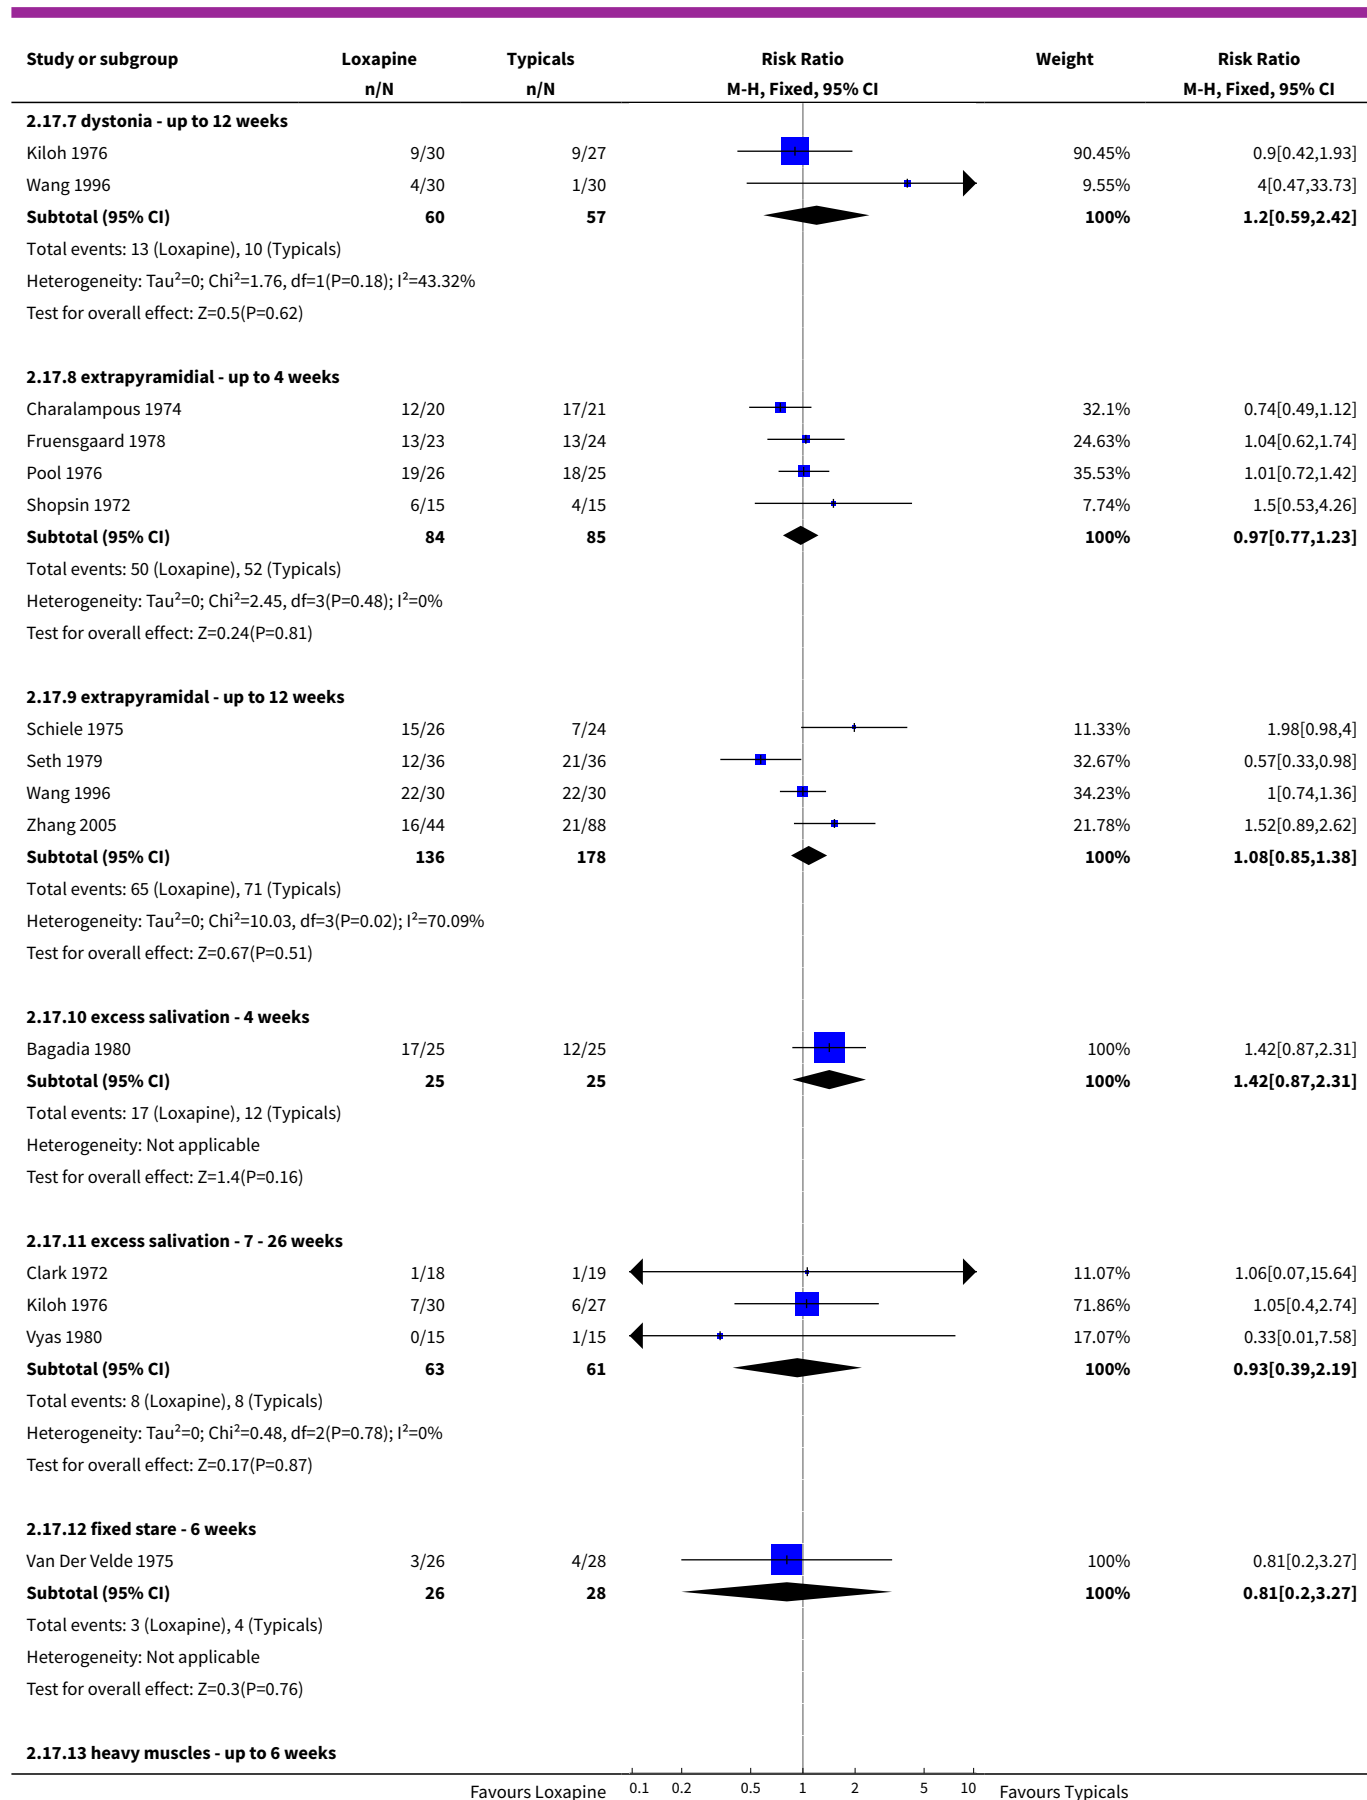 Study or subgroup Loxapine Typicals Risk Ratio Weight Risk Ratio
n/N n/N M-H, Fixed, 95% CI M-H, Fixed, 95% CI
2.17.7 dystonia - up to 12 weeks
Kiloh 1976 9/30 9/27 90.45% 0.9[0.42,1.93]
Wang 1996 4/30 1/30 9.55% 4[0.47,33.73]
Subtotal (95% CI) 60 57 100% 1.2[0.59,2.42]
Total events: 13 (Loxapine), 10 (Typicals)
Heterogeneity: Tau²=0; Chi²=1.76, df=1(P=0.18); I²=43.32%
Test for overall effect: Z=0.5(P=0.62)
2.17.8 extrapyramidial - up to 4 weeks
Charalampous 1974 12/20 17/21 32.1% 0.74[0.49,1.12]
Fruensgaard 1978 13/23 13/24 24.63% 1.04[0.62,1.74]
Pool 1976 19/26 18/25 35.53% 1.01[0.72,1.42]
Shopsin 1972 6/15 4/15 7.74% 1.5[0.53,4.26]
Subtotal (95% CI) 84 85 100% 0.97[0.77,1.23]
Total events: 50 (Loxapine), 52 (Typicals)
Heterogeneity: Tau²=0; Chi²=2.45, df=3(P=0.48); I²=0%
Test for overall effect: Z=0.24(P=0.81)
2.17.9 extrapyramidal - up to 12 weeks
Schiele 1975 15/26 7/24 11.33% 1.98[0.98,4]
Seth 1979 12/36 21/36 32.67% 0.57[0.33,0.98]
Wang 1996 22/30 22/30 34.23% 1[0.74,1.36]
Zhang 2005 16/44 21/88 21.78% 1.52[0.89,2.62]
Subtotal (95% CI) 136 178 100% 1.08[0.85,1.38]
Total events: 65 (Loxapine), 71 (Typicals)
Heterogeneity: Tau²=0; Chi²=10.03, df=3(P=0.02); I²=70.09%
Test for overall effect: Z=0.67(P=0.51)
2.17.10 excess salivation - 4 weeks
Bagadia 1980 17/25 12/25 100% 1.42[0.87,2.31]
Subtotal (95% CI) 25 25 100% 1.42[0.87,2.31]
Total events: 17 (Loxapine), 12 (Typicals)
Heterogeneity: Not applicable
Test for overall effect: Z=1.4(P=0.16)
2.17.11 excess salivation - 7 - 26 weeks
Clark 1972 1/18 1/19 11.07% 1.06[0.07,15.64]
Kiloh 1976 7/30 6/27 71.86% 1.05[0.4,2.74]
Vyas 1980 0/15 1/15 17.07% 0.33[0.01,7.58]
Subtotal (95% CI) 63 61 100% 0.93[0.39,2.19]
Total events: 8 (Loxapine), 8 (Typicals)
Heterogeneity: Tau²=0; Chi²=0.48, df=2(P=0.78); I²=0%
Test for overall effect: Z=0.17(P=0.87)
2.17.12 fixed stare - 6 weeks
Van Der Velde 1975 3/26 4/28 100% 0.81[0.2,3.27]
Subtotal (95% CI) 26 28 100% 0.81[0.2,3.27]
Total events: 3 (Loxapine), 4 (Typicals)
Heterogeneity: Not applicable
Test for overall effect: Z=0.3(P=0.76)
2.17.13 heavy muscles - up to 6 weeks
Favours Loxapine 0.1 0.2 0.5 1 2 5 10 Favours Typicals